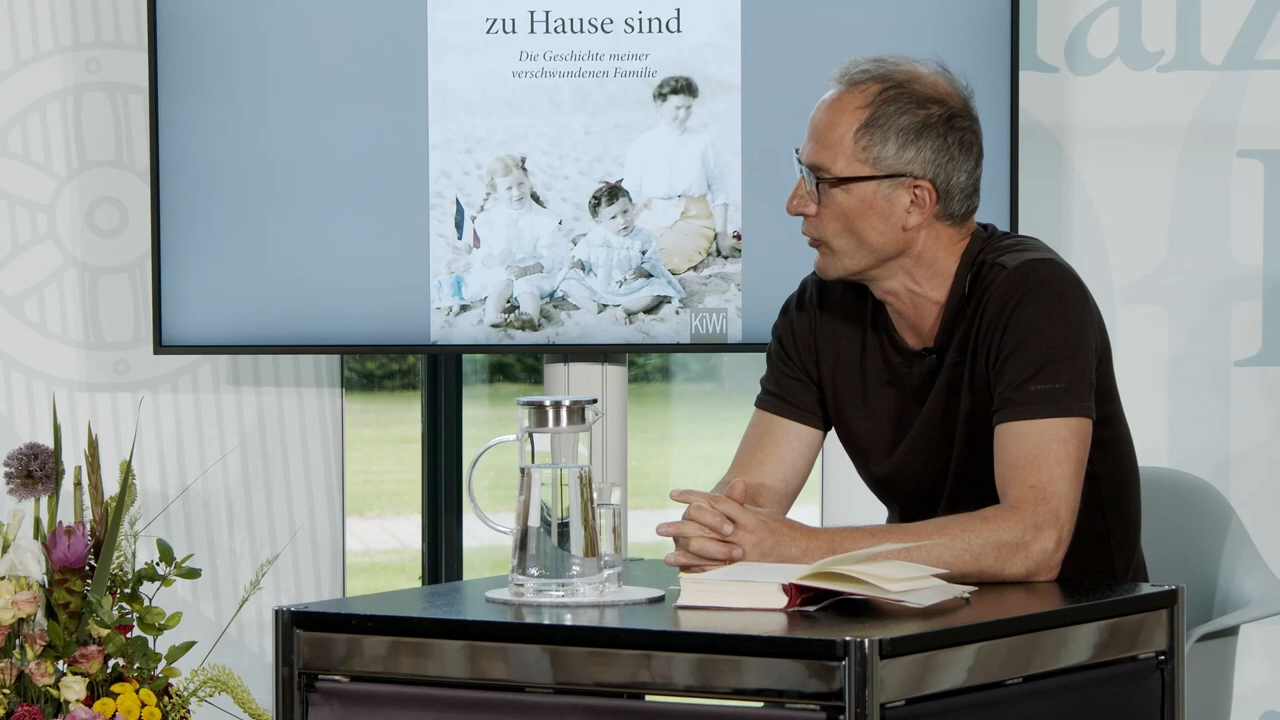 zu Hause sind
Die Geschichte meiner
verschwundenen Familie
KiWi